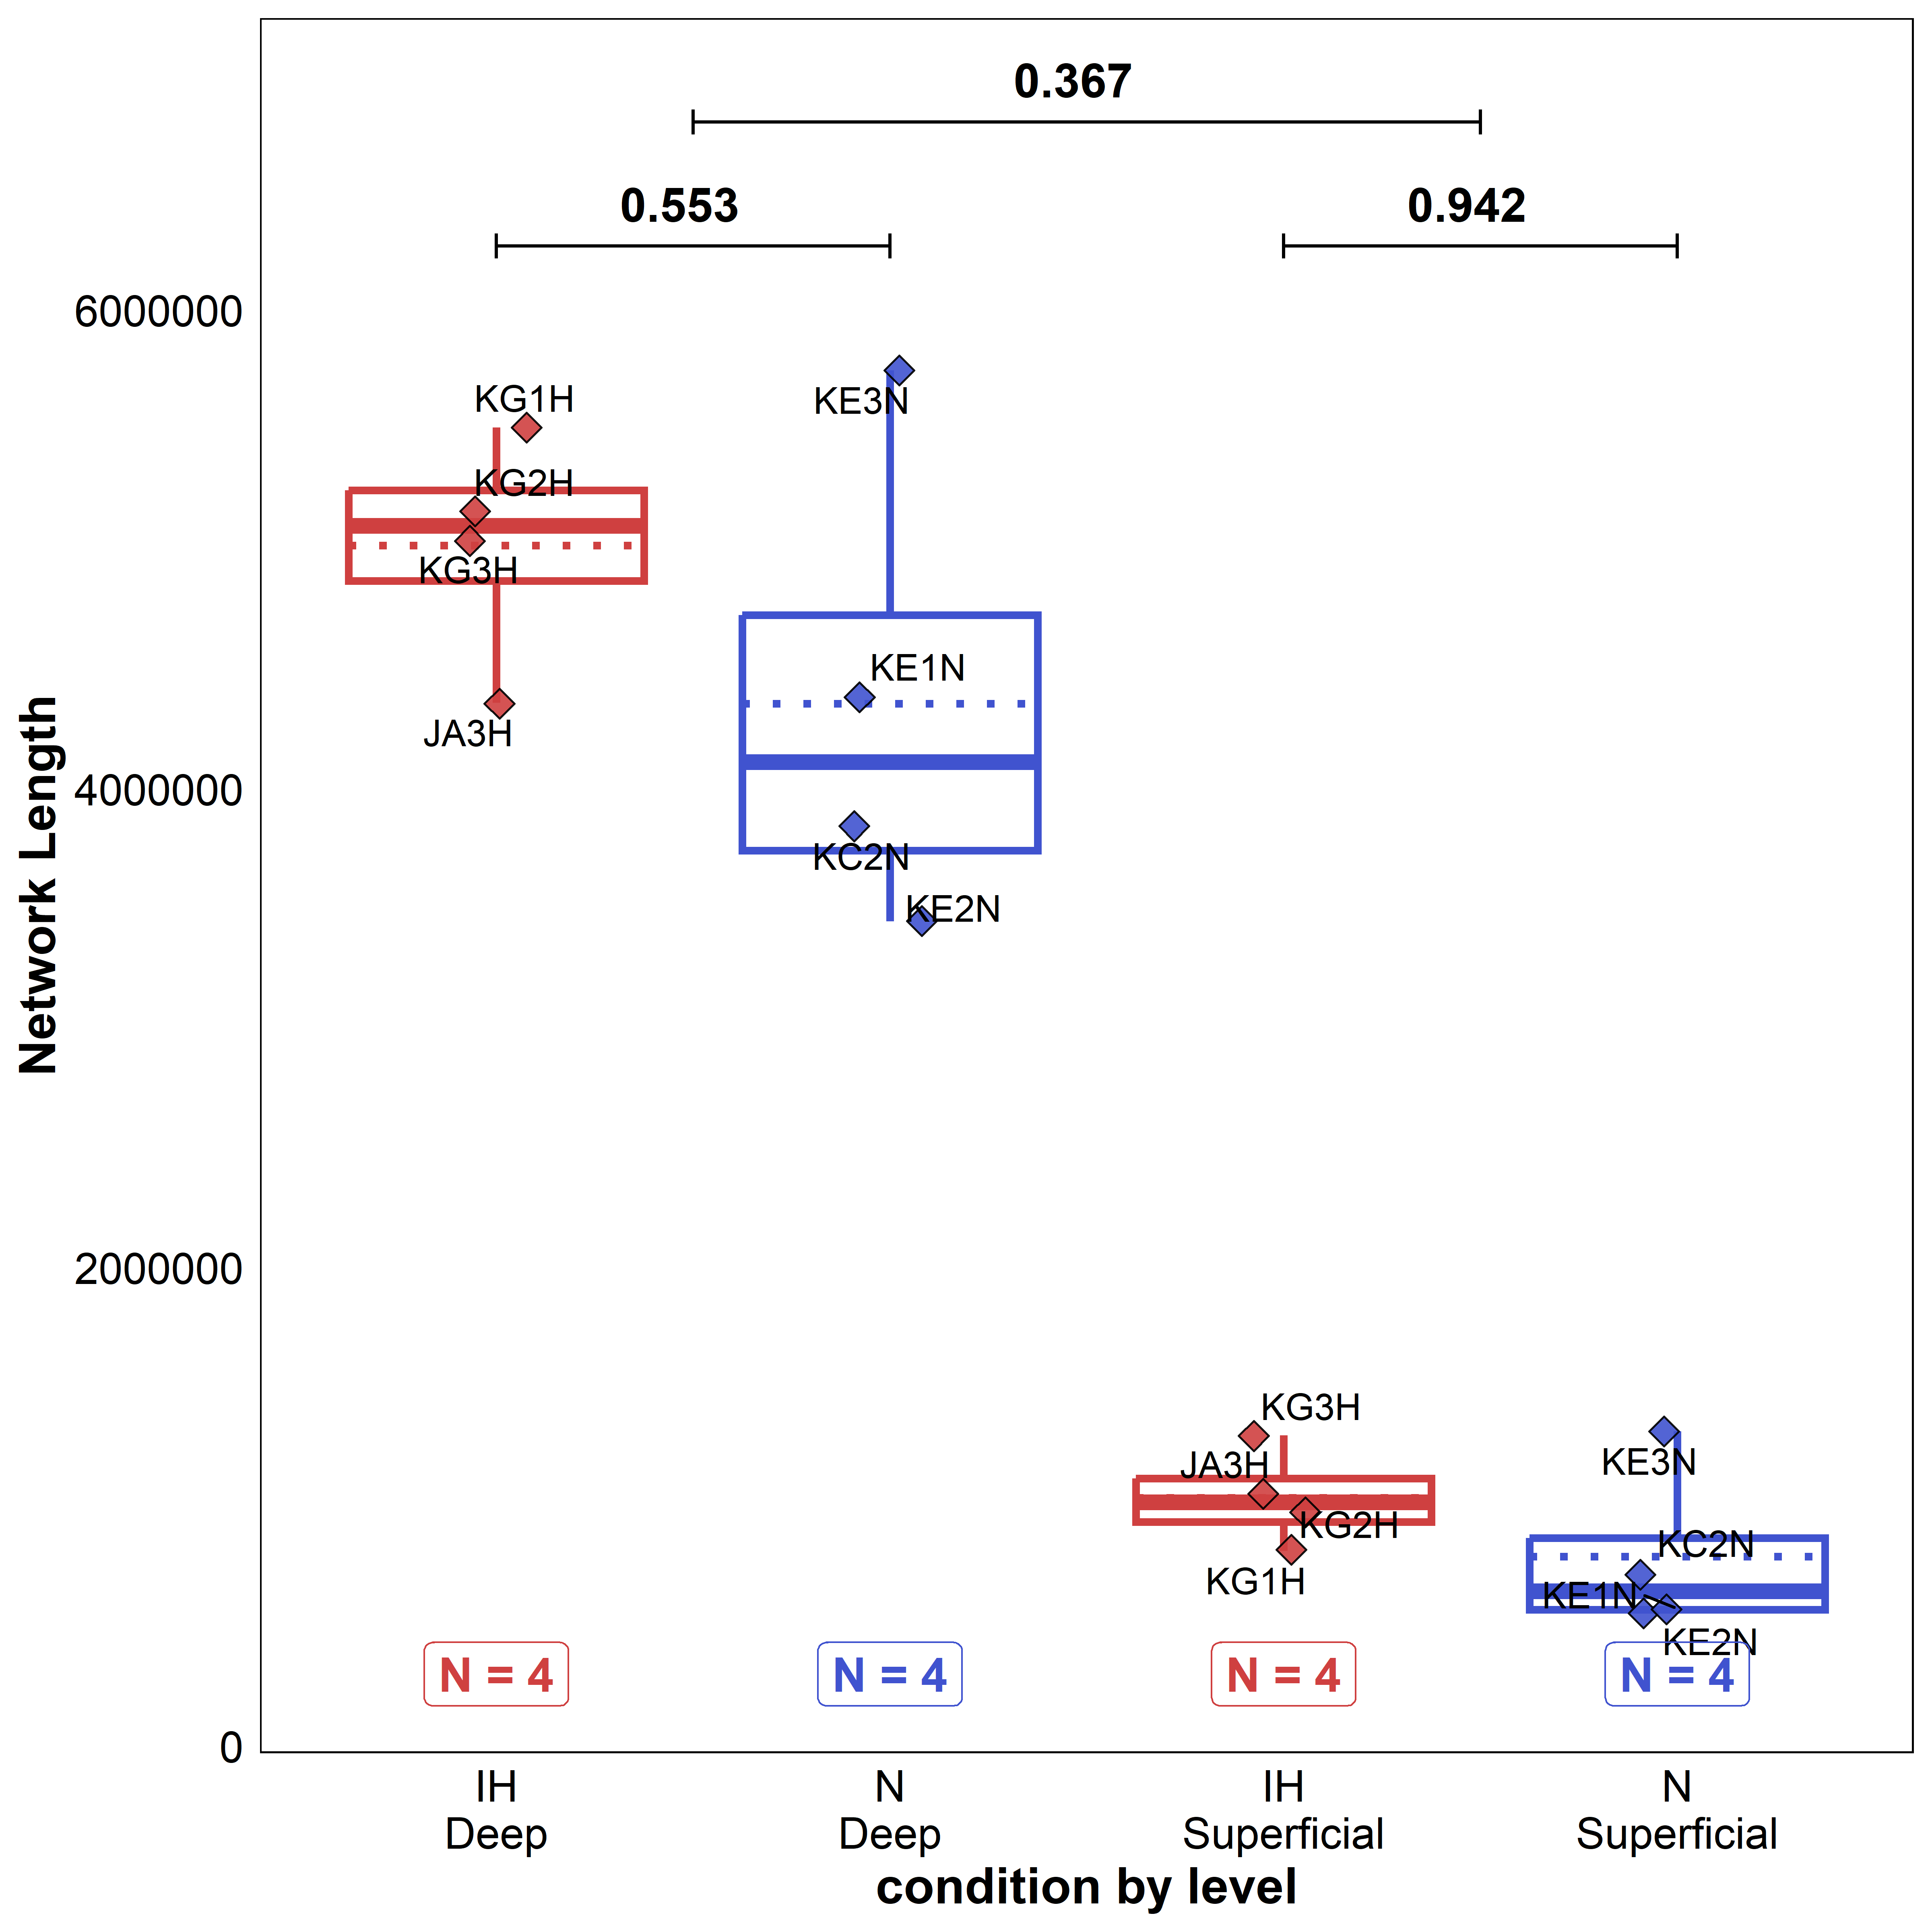 0.367
0.553
0.942
6000000
4000000
2000000
0
Network Length
KG1H
KG2H
KG3H
JA3H
KE3N
KE1N
KC2N
KE2N
KG3H
JA3H
KG2H
KG1H
KE3N
KC2N
KE1N
KE2N
N = 4
N = 4
N = 4
N = 4
IH
Deep
N
Deep
IH
Superficial
N
Superficial
condition by level